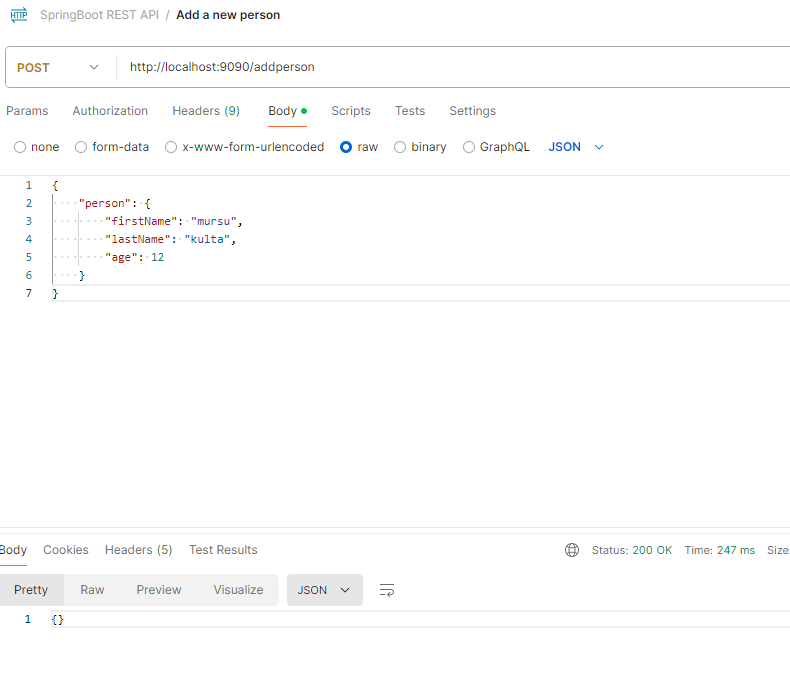 HTTP SpringBoot REST API / Add a new person
POST http://localhost:9090/addperson
Params Authorization Headers (9) Body Scripts Tests Settings
none form-data x-www-form-urlencoded raw binary GraphQL JSON
1 {
2 "person": {
3 "firstName": "mursu",
4 "lastName": "kulta",
5 "age": 12
6 }
7 }
Body Cookies Headers (5) Test Results Status: 200 OK Time: 247 ms Size:
Pretty Raw Preview Visualize JSON
1 {}